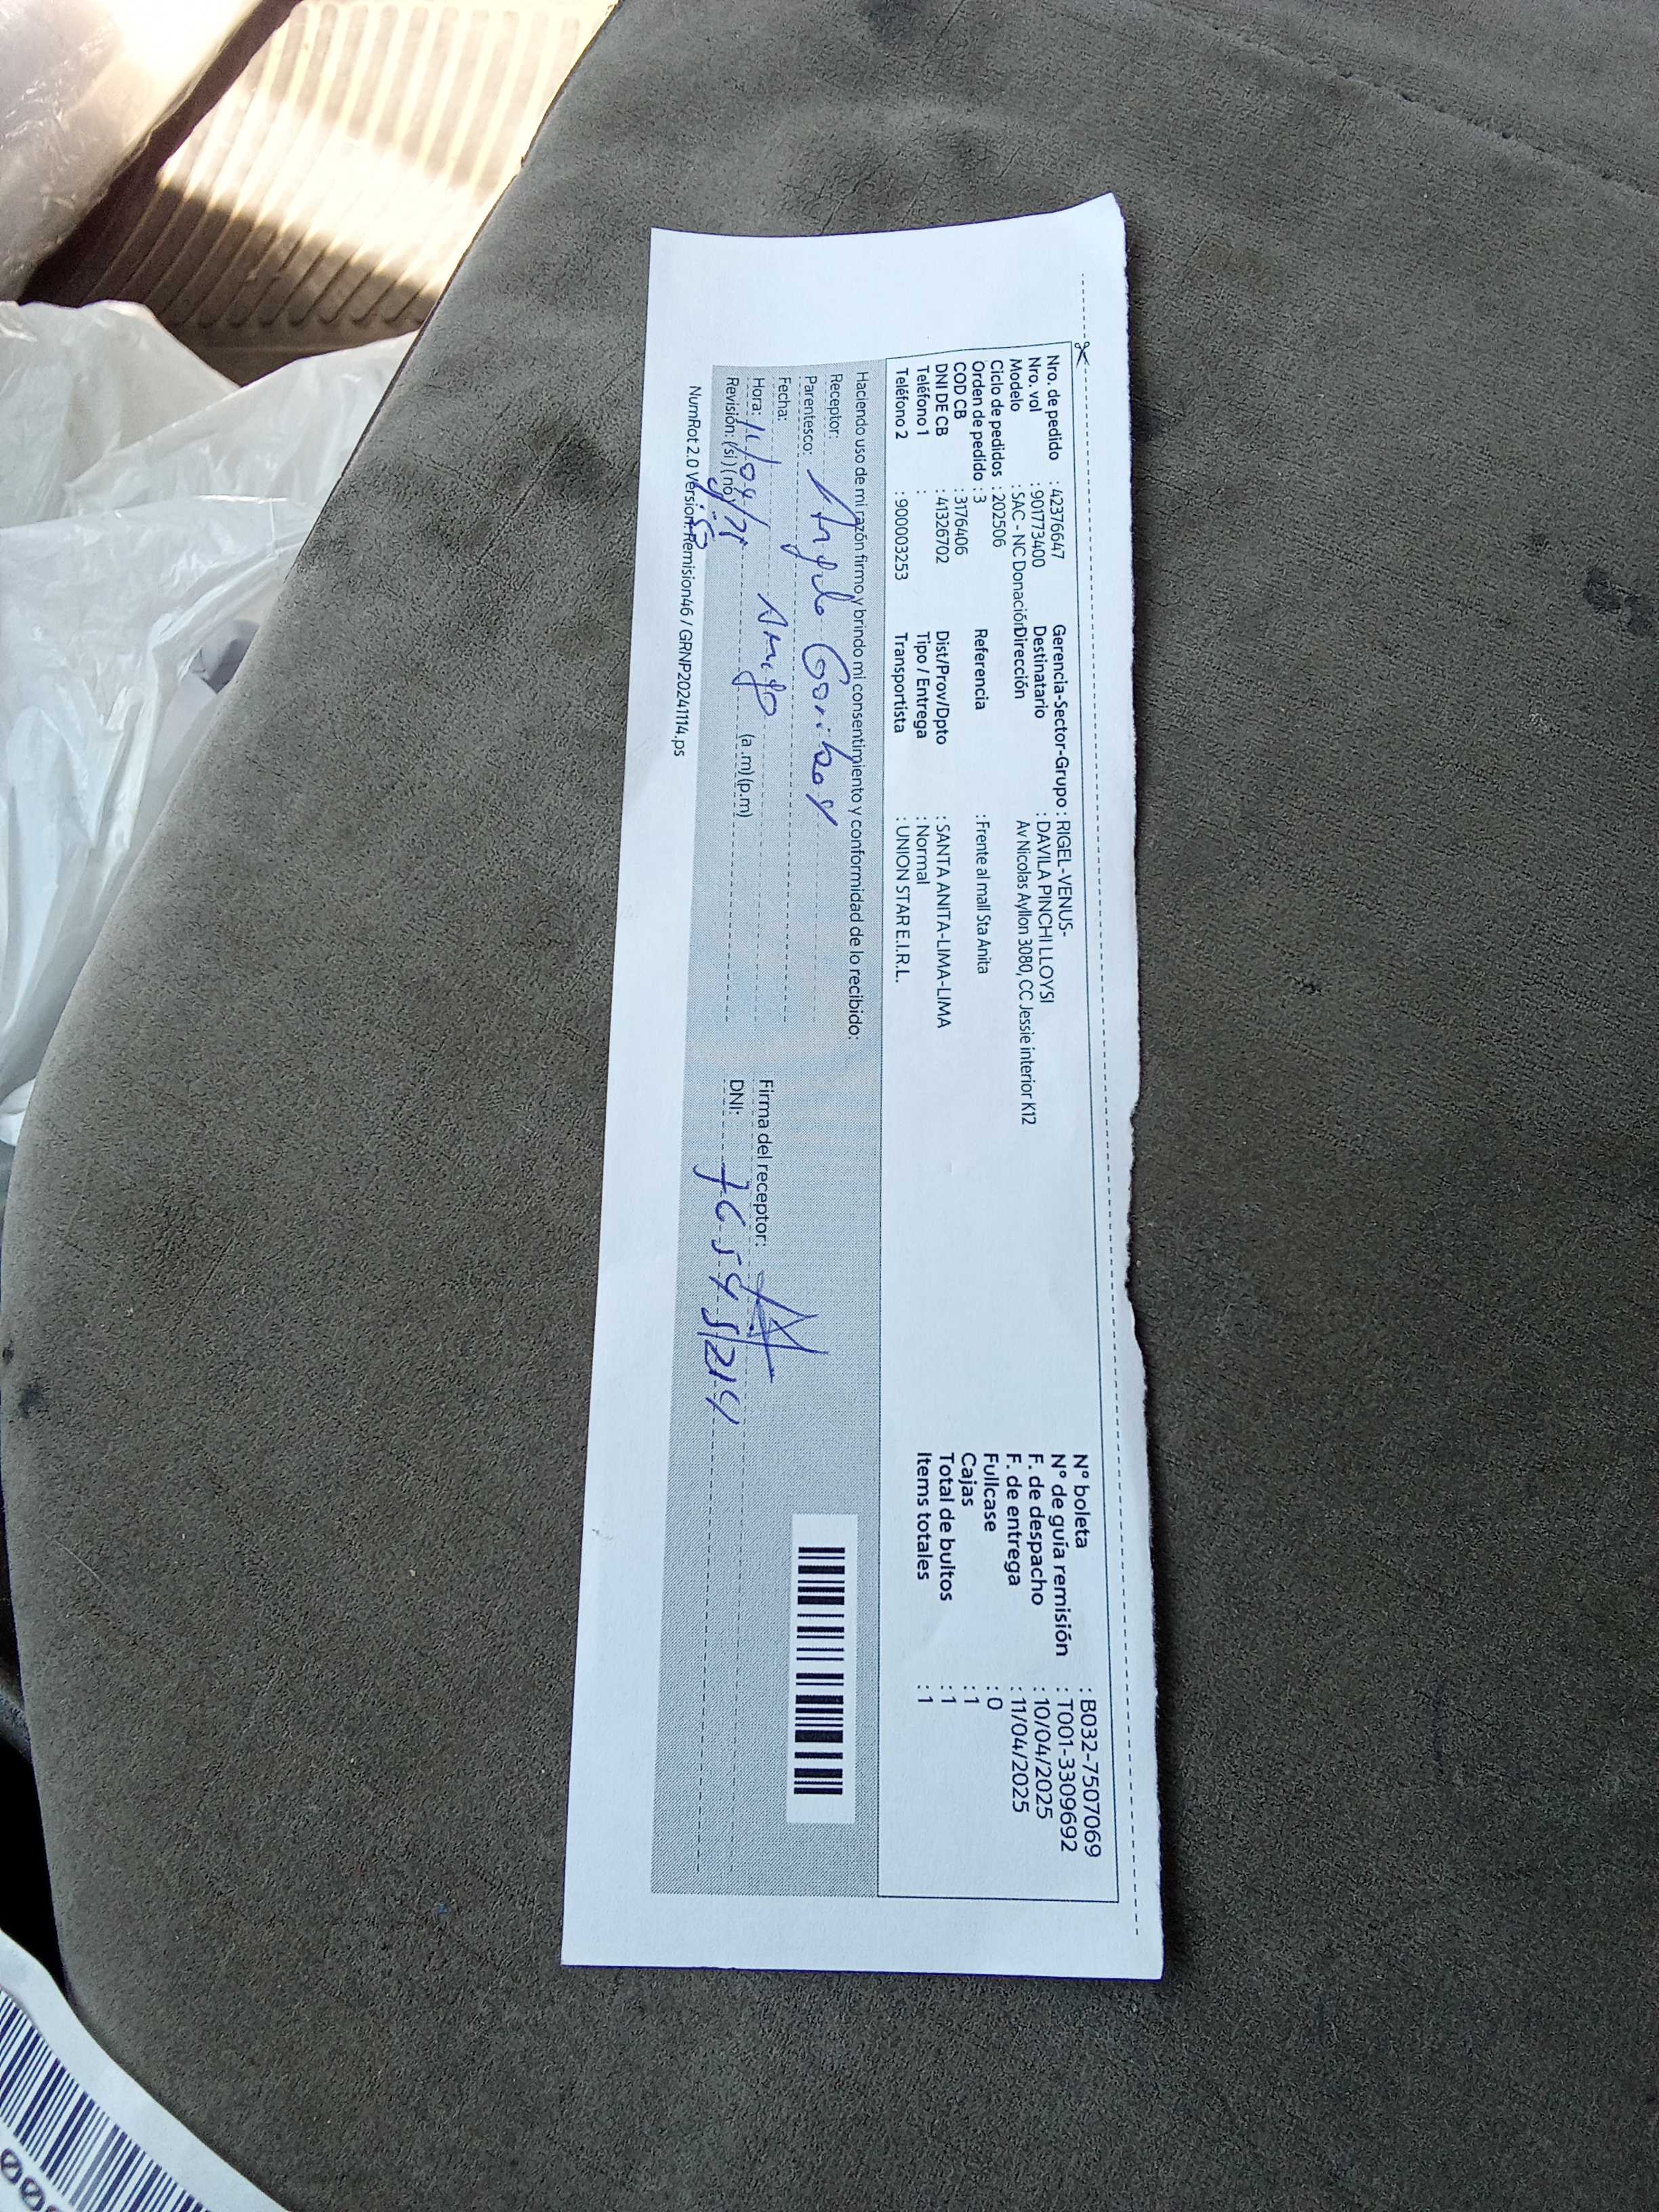 Nro. de pedido : 42376647
Nro. vol : 901773400
Modelo : SAC - NC Donación
Ciclo de pedidos : 202506
Orden de pedido : 3
COD CB : 3176406
DNI DE CB : 41326702
Teléfono 1 :
Teléfono 2 : 900003253
Gerencia-Sector-Grupo : RIGEL-VENUS-
Destinatario : DAVILA PINCHI LLOYSI
Dirección Av Nicolas Ayllon 3080, CC Jessie interior K12
Referencia : Frente al mall Sta Anita
Dist/Prov/Dpto : SANTA ANITA-LIMA-LIMA
Tipo / Entrega : Normal
Transportista : UNION STAR E.I.R.L.
N° boleta : B032-7507069
N° de guía remisión : T001-3309692
F. de despacho : 10/04/2025
F. de entrega : 11/04/2025
Fullcase : 0
Cajas : 1
Total de bultos : 1
Items totales : 1
Haciendo uso de mi razón firmo y brindo mi consentimiento y conformidad de lo recibido:
Receptor: Angelo
Parentesco: Amigo
Fecha: 11/04/25
Hora: (a.m)(p.m)
Revisión: (si) (no)
Firma del receptor:
DNI:
NumRot 2.0 Version:Remision46 / GRNP20241114.ps